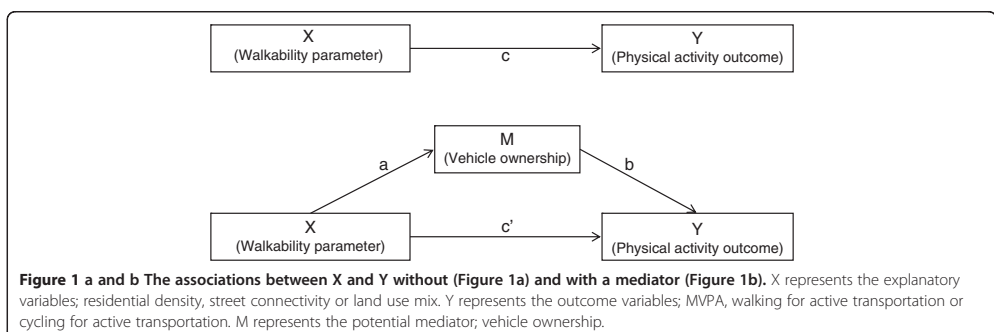 X
(Walkability parameter)
c
Y
(Physical activity outcome)
M
(Vehicle ownership)
a
b
X
(Walkability parameter)
c'
Y
(Physical activity outcome)
Figure 1 a and b The associations between X and Y without (Figure 1a) and with a mediator (Figure 1b). X represents the explanatory
variables; residential density, street connectivity or land use mix. Y represents the outcome variables; MVPA, walking for active transportation or
cycling for active transportation. M represents the potential mediator; vehicle ownership.